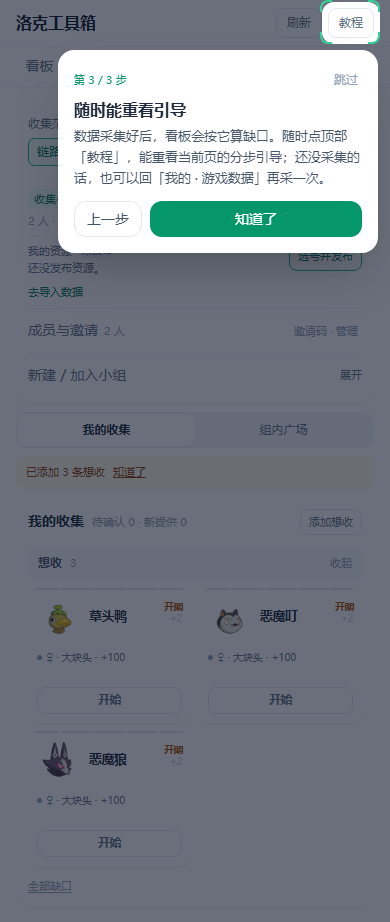 洛克工具箱
刷新
教程
看板
第 3 / 3 步
跳过
随时能重看引导
数据采集好后，看板会按它算缺口。随时点顶部
「教程」，能重看当前页的分步引导；还没采集的
话，也可以回「我的 · 游戏数据」再采一次。
上一步
知道了
收集
链路
收集
2 人 ·
我的资源
还没发布资源。
选号并发布
去导入数据
成员与邀请 2 人
邀请码 · 管理
新建 / 加入小组
展开
我的收集
组内广场
已添加 3 条想收 知道了
我的收集 待确认 0 · 新提供 0
添加想收
想收 3
收起
草头鸭
+2
♀ · 大块头 · +100
开始
恶魔叮
+2
♀ · 大块头 · +100
开始
恶魔狼
+2
♀ · 大块头 · +100
开始
全部缺口